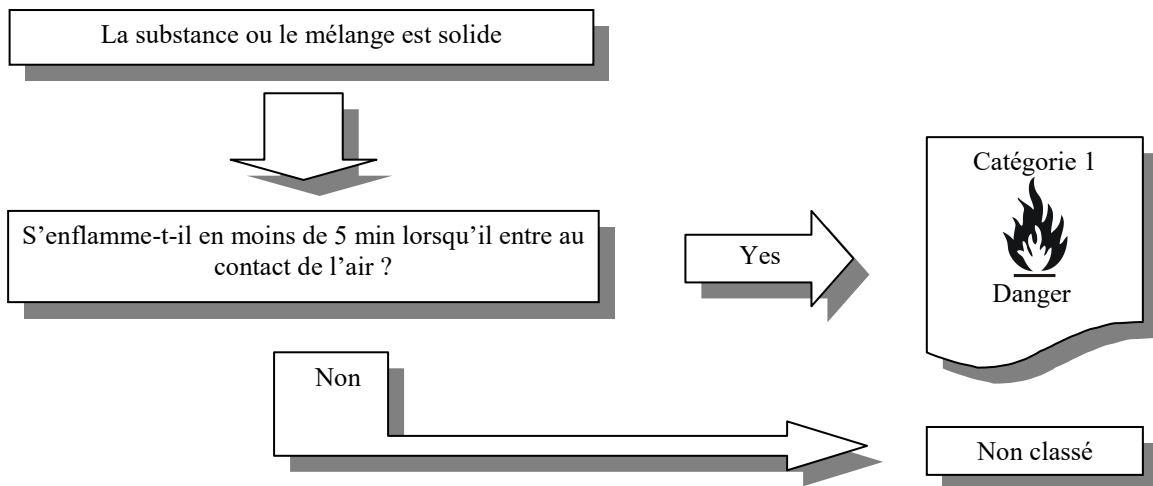 La substance ou le mélange est solide
S’enflamme-t-il en moins de 5 min lorsqu’il entre au
contact de l’air ?
Yes
Catégorie 1
Danger
Non
Non classé